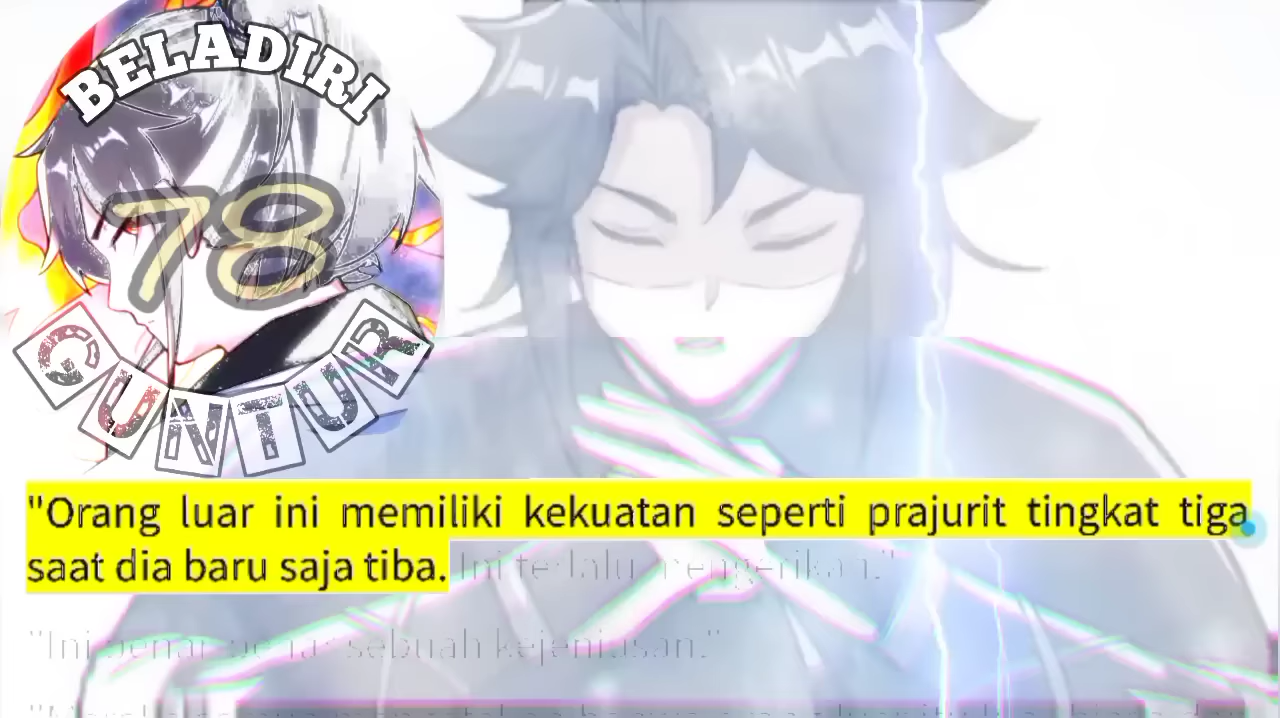 BELADIRI
78
GUNTUR
"Orang luar ini memiliki kekuatan seperti prajurit tingkat tiga
saat dia baru saja tiba. Ini terlalu mengerikan."
"Ini benar-benar sebuah kejeniusan."